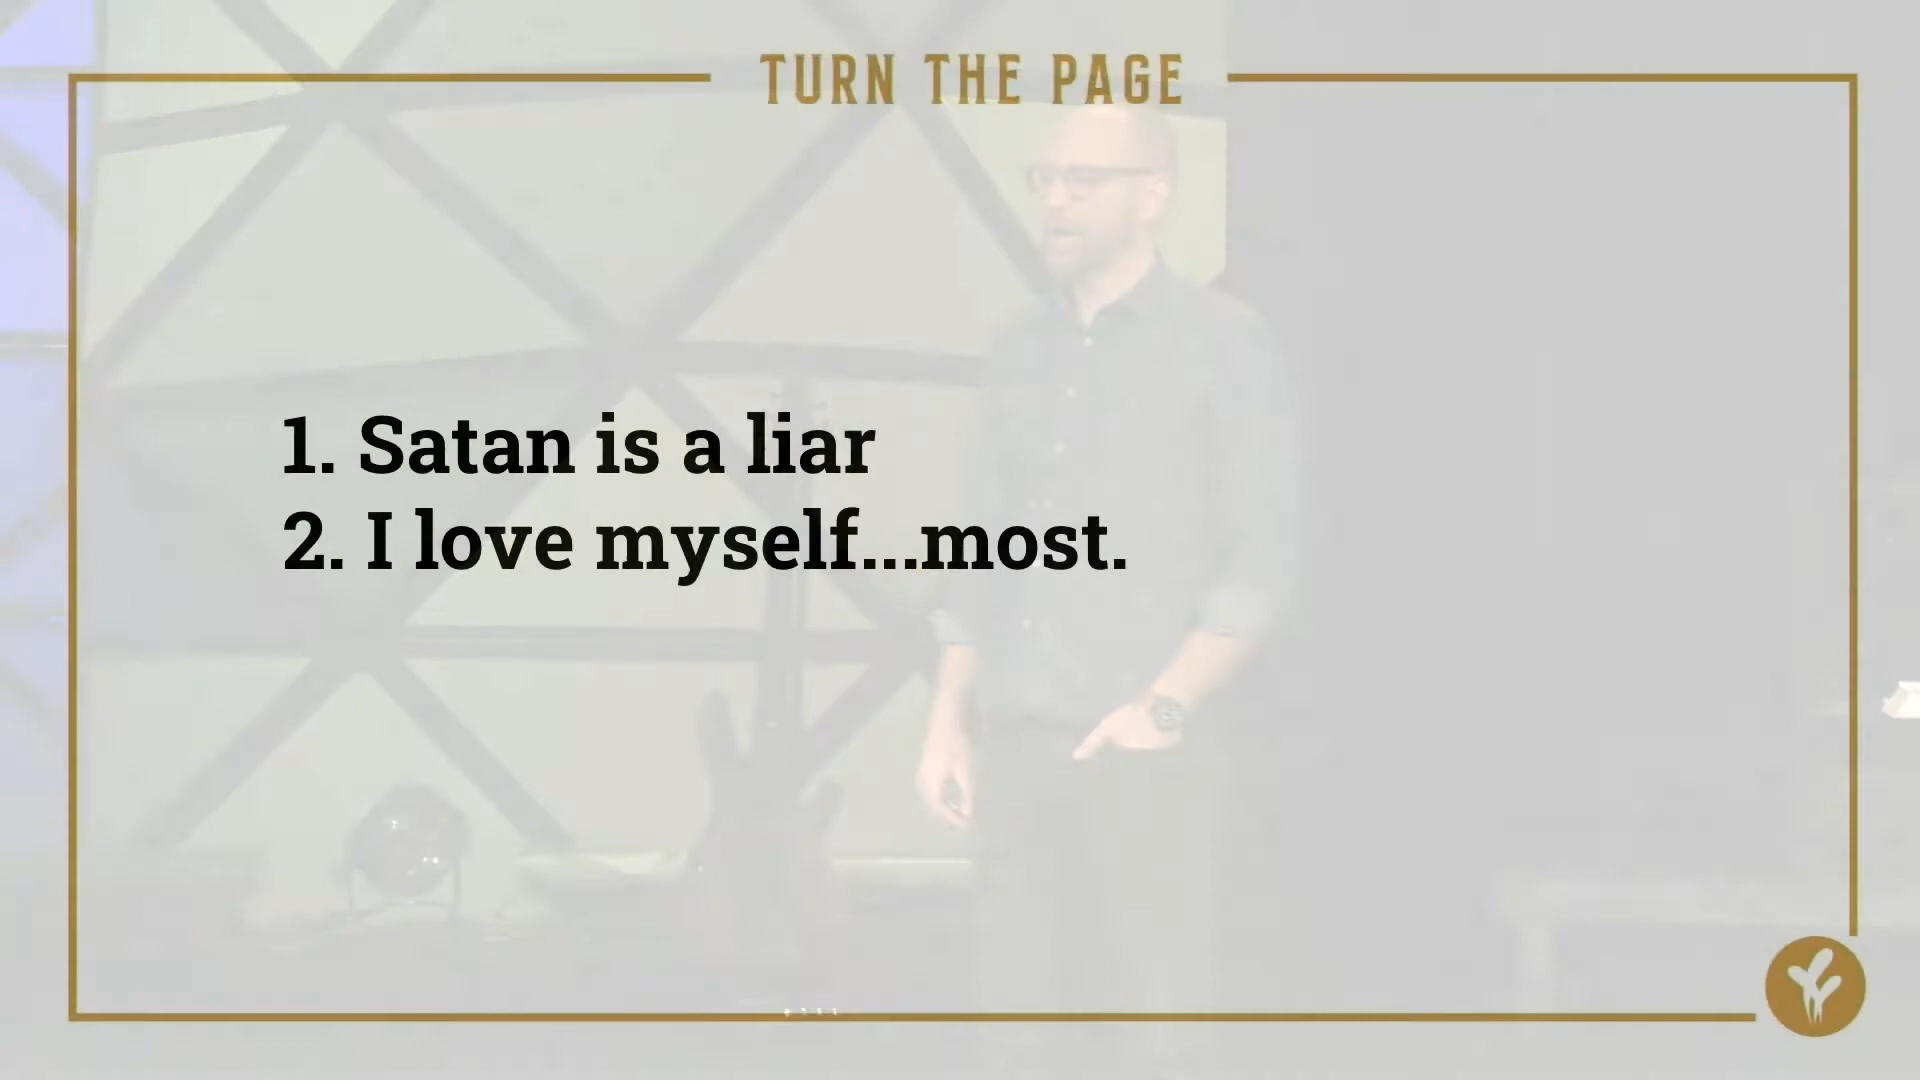 TURN THE PAGE
1. Satan is a liar
2. I love myself...most.